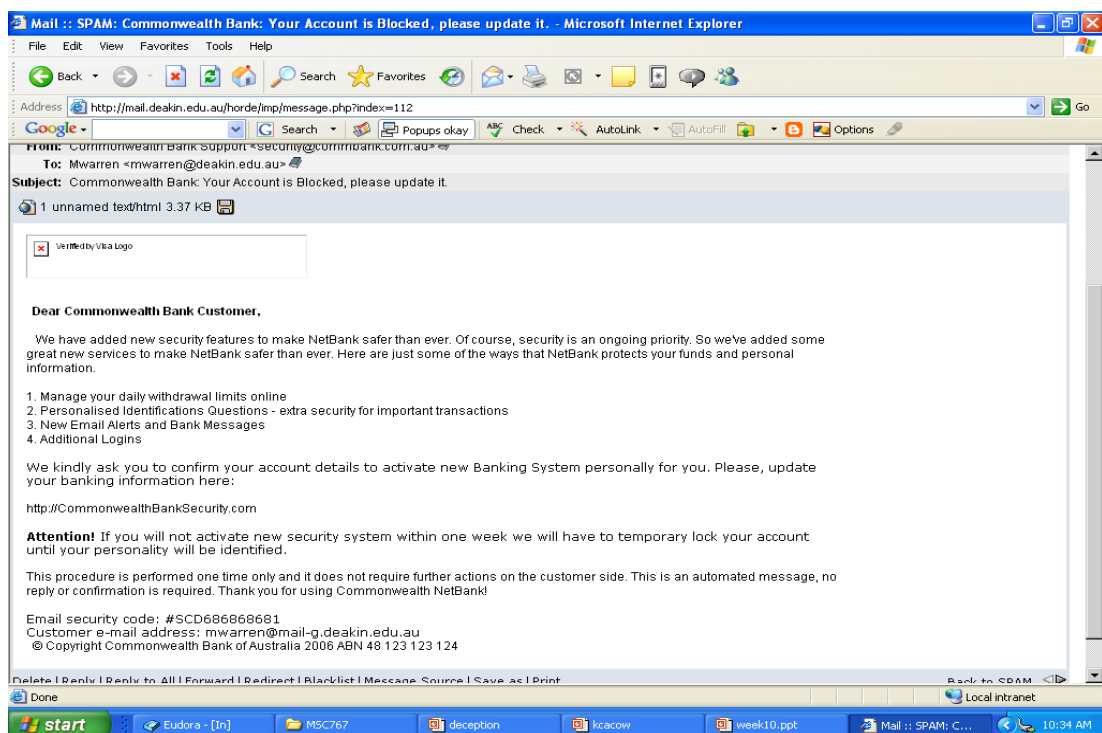 Mail :: SPAM: Commonwealth Bank: Your Account is Blocked, please update it. - Microsoft Internet Explorer
File Edit View Favorites Tools Help
Back Search Favorites
Address http://mail.deakin.edu.au/horde/imp/message.php?index=112 Go
Google Search Popups okay ABC Check AutoLink AutoFill Options
From: Commonwealth Bank Support <security@commbank.com.au>
To: Mwarren <mwarren@deakin.edu.au>
Subject: Commonwealth Bank: Your Account is Blocked, please update it.
1 unnamed text/html 3.37 KB
Verified by Visa Logo
Dear Commonwealth Bank Customer,
We have added new security features to make NetBank safer than ever. Of course, security is an ongoing priority. So we've added some
great new services to make NetBank safer than ever. Here are just some of the ways that NetBank protects your funds and personal
information.
1. Manage your daily withdrawal limits online
2. Personalised Identifications Questions - extra security for important transactions
3. New Email Alerts and Bank Messages
4. Additional Logins
We kindly ask you to confirm your account details to activate new Banking System personally for you. Please, update
your banking information here:
http://CommonwealthBankSecurity.com
Attention! If you will not activate new security system within one week we will have to temporary lock your account
until your personality will be identified.
This procedure is performed one time only and it does not require further actions on the customer side. This is an automated message, no
reply or confirmation is required. Thank you for using Commonwealth NetBank!
Email security code: #SCD686868681
Customer e-mail address: mwarren@mail-g.deakin.edu.au
© Copyright Commonwealth Bank of Australia 2006 ABN 48 123 123 124
Delete | Reply | Reply to All | Forward | Redirect | Blacklist | Message Source | Save as | Print Back to SPAM
Done Local intranet
start Eudora - [In] MSC767 deception kcacow week10.ppt Mail :: SPAM: C... 10:34 AM